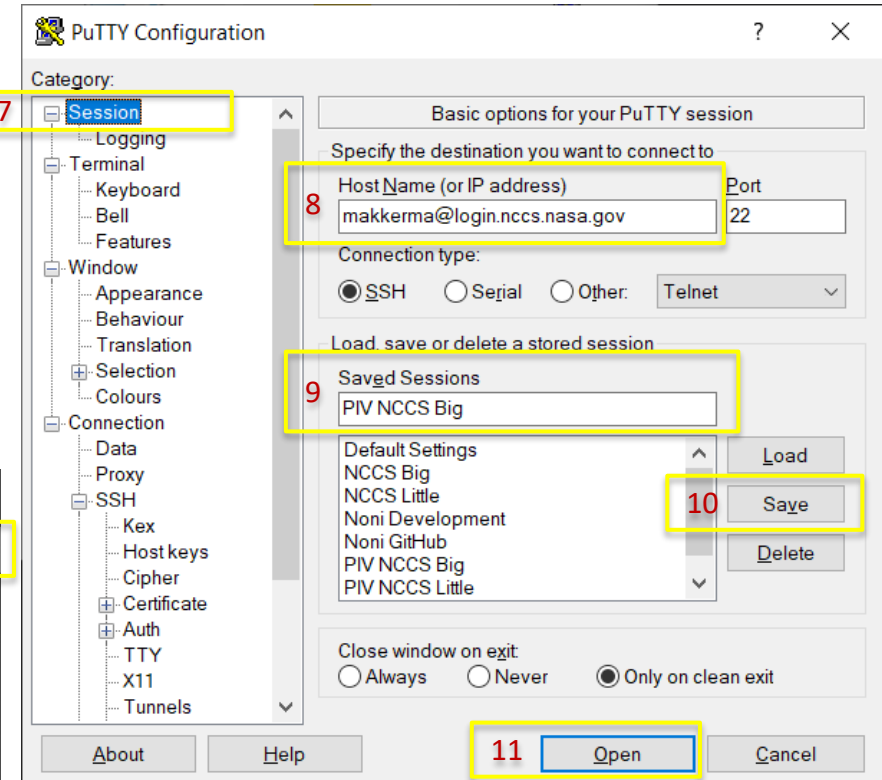 PuTTY Configuration ? ×
Category:
7 Session
Logging
Terminal
Keyboard
Bell
Features
Window
Appearance
Behaviour
Translation
Selection
Colours
Connection
Data
Proxy
SSH
Kex
Host keys
Cipher
Certificate
Auth
TTY
X11
Tunnels
Basic options for your PuTTY session
Specify the destination you want to connect to
8 Host Name (or IP address) Port
makkerma@login.nccs.nasa.gov 22
Connection type:
SSH Serial Other: Telnet
Load, save or delete a stored session
9 Saved Sessions
PIV NCCS Big
Default Settings
NCCS Big
NCCS Little
Noni Development
Noni GitHub
PIV NCCS Big
PIV NCCS Little
Load
10 Save
Delete
Close window on exit:
Always Never Only on clean exit
About Help 11 Open Cancel